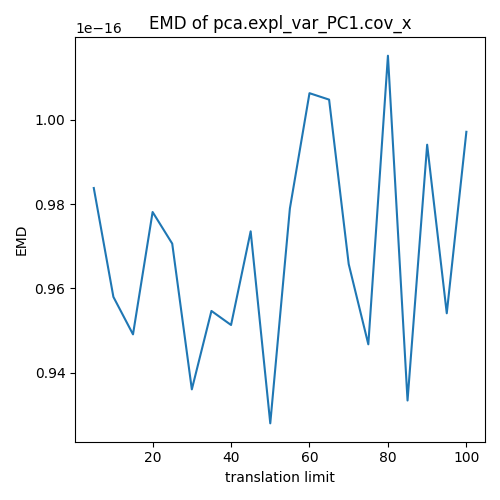 EMD of pca.expl_var_PC1.cov_x
1e−16
1.00
0.98
0.96
0.94
EMD
20 40 60 80 100
translation limit